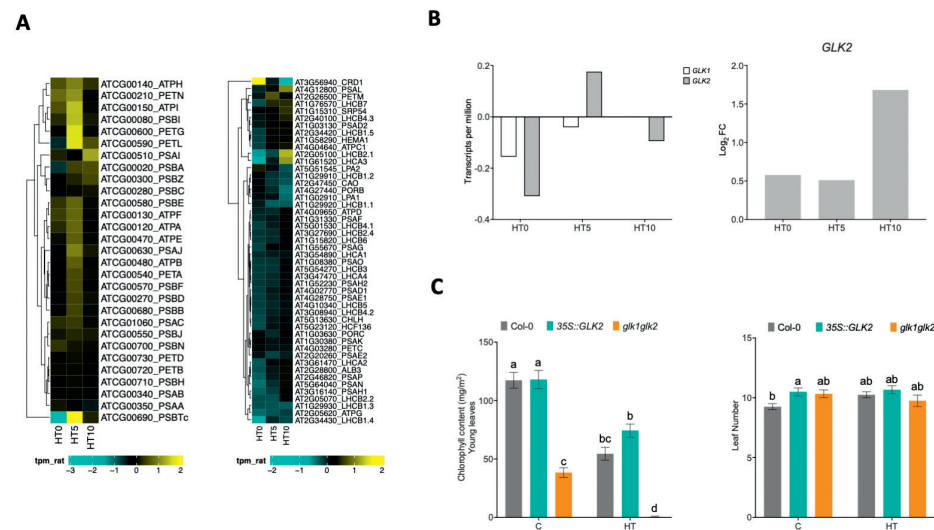 A
ATCG00140_ATPH
ATCG00210_PETN
ATCG00150_ATPI
ATCG00080_PSBI
ATCG00600_PETG
ATCG00590_PETL
ATCG00510_PSAI
ATCG00020_PSBA
ATCG00300_PSBZ
ATCG00280_PSBC
ATCG00580_PSBE
ATCG00130_ATPF
ATCG00120_ATPA
ATCG00470_ATPE
ATCG00630_PSAJ
ATCG00480_ATPB
ATCG00540_PETA
ATCG00570_PSBF
ATCG00270_PSBD
ATCG00680_PSBB
ATCG01060_PSAC
ATCG00550_PSBJ
ATCG00700_PSBN
ATCG00730_PETD
ATCG00720_PETB
ATCG00710_PSBH
ATCG00340_PSAB
ATCG00350_PSAA
ATCG00690_PSBTc
HT0 HT5 HT10
tpm_rat
−3 −2 −1 0 1 2
AT3G56940_CRD1
AT4G12800_PSAL
AT2G26500_PETM
AT1G76570_LHCB7
AT1G15310_SRP54
AT2G40100_LHCB4.3
AT1G03130_PSAD2
AT2G34420_LHCB1.5
AT1G58290_HEMA1
AT4G04640_ATPC1
AT2G05100_LHCB2.1
AT1G61520_LHCA3
AT5G51545_LPA2
AT1G29910_LHCB1.2
AT2G47450_CAO
AT4G27440_PORB
AT1G02910_LPA1
AT1G29920_LHCB1.1
AT4G09650_ATPD
AT1G31330_PSAF
AT5G01530_LHCB4.1
AT3G27690_LHCB2.4
AT1G15820_LHCB6
AT1G55670_PSAG
AT3G54890_LHCA1
AT1G08380_PSAO
AT5G54270_LHCB3
AT3G47470_LHCA4
AT1G52230_PSAH2
AT4G02770_PSAD1
AT4G28750_PSAE1
AT4G10340_LHCB5
AT3G08940_LHCB4.2
AT5G13630_CHLH
AT5G23120_HCF136
AT1G03630_PORC
AT1G30380_PSAK
AT4G03280_PETC
AT2G20260_PSAE2
AT3G61470_LHCA2
AT2G28800_ALB3
AT2G46820_PSAP
AT5G64040_PSAN
AT3G16140_PSAH1
AT2G05070_LHCB2.2
AT1G29930_LHCB1.3
AT2G05620_ATPG
AT2G34430_LHCB1.4
HT0 HT5 HT10
tpm_rat
−2 −1 0 1 2
B
GLK1
GLK2
Transcripts per million
0.2
0.0
-0.2
-0.4
HT0 HT5 HT10
GLK2
Log2 FC
2.0
1.5
1.0
0.5
0.0
HT0 HT5 HT10
C
Col-0 35S::GLK2 glk1glk2
Chlorophyll content (mg/m²)
Young leaves
150
100
50
0
a a c bc b d
C HT
Col-0 35S::GLK2 glk1glk2
Leaf Number
15
10
5
0
b a ab ab ab ab
C HT